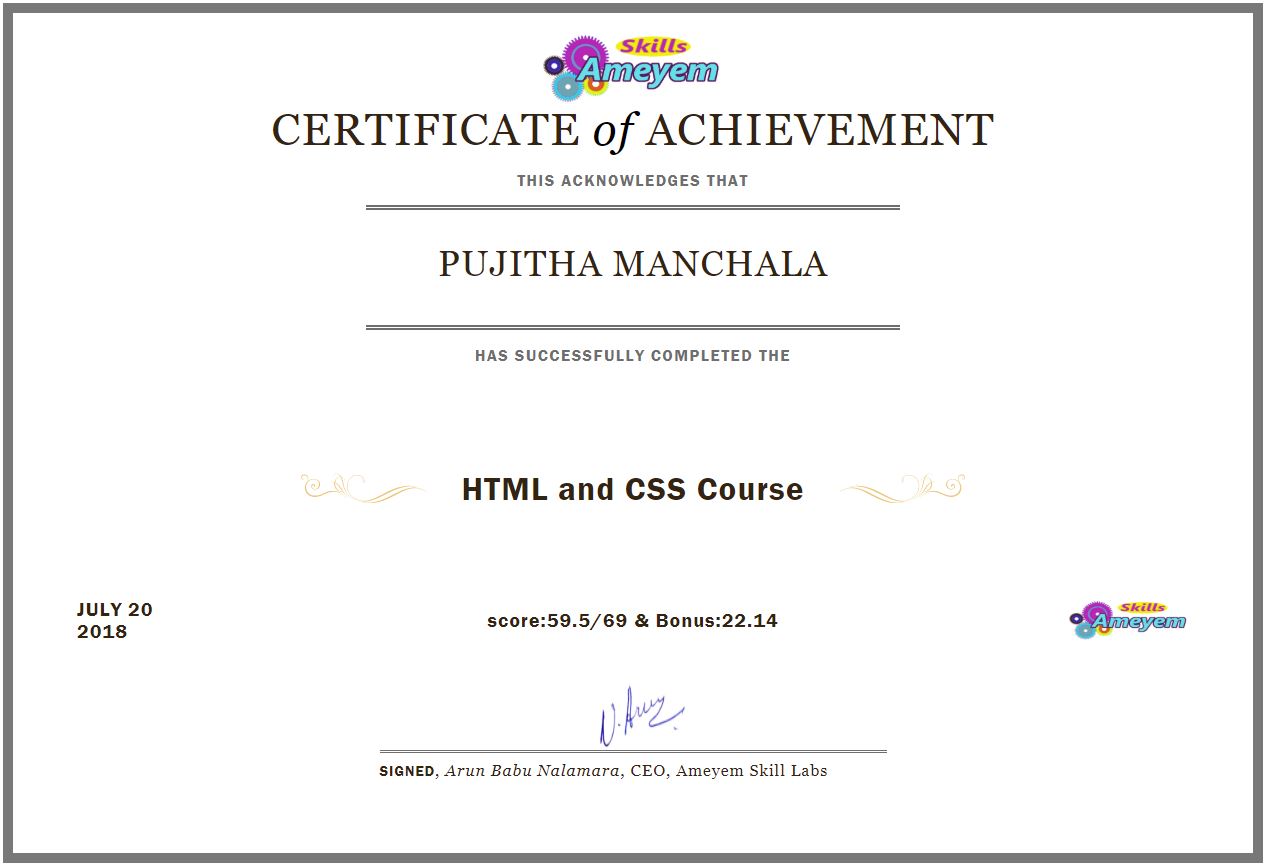 Skills
Ameyem
CERTIFICATE of ACHIEVEMENT
THIS ACKNOWLEDGES THAT
PUJITHA MANCHALA
HAS SUCCESSFULLY COMPLETED THE
HTML and CSS Course
JULY 20
2018
score:59.5/69 & Bonus:22.14
Skills
Ameyem
N. Arun
SIGNED, Arun Babu Nalamara, CEO, Ameyem Skill Labs